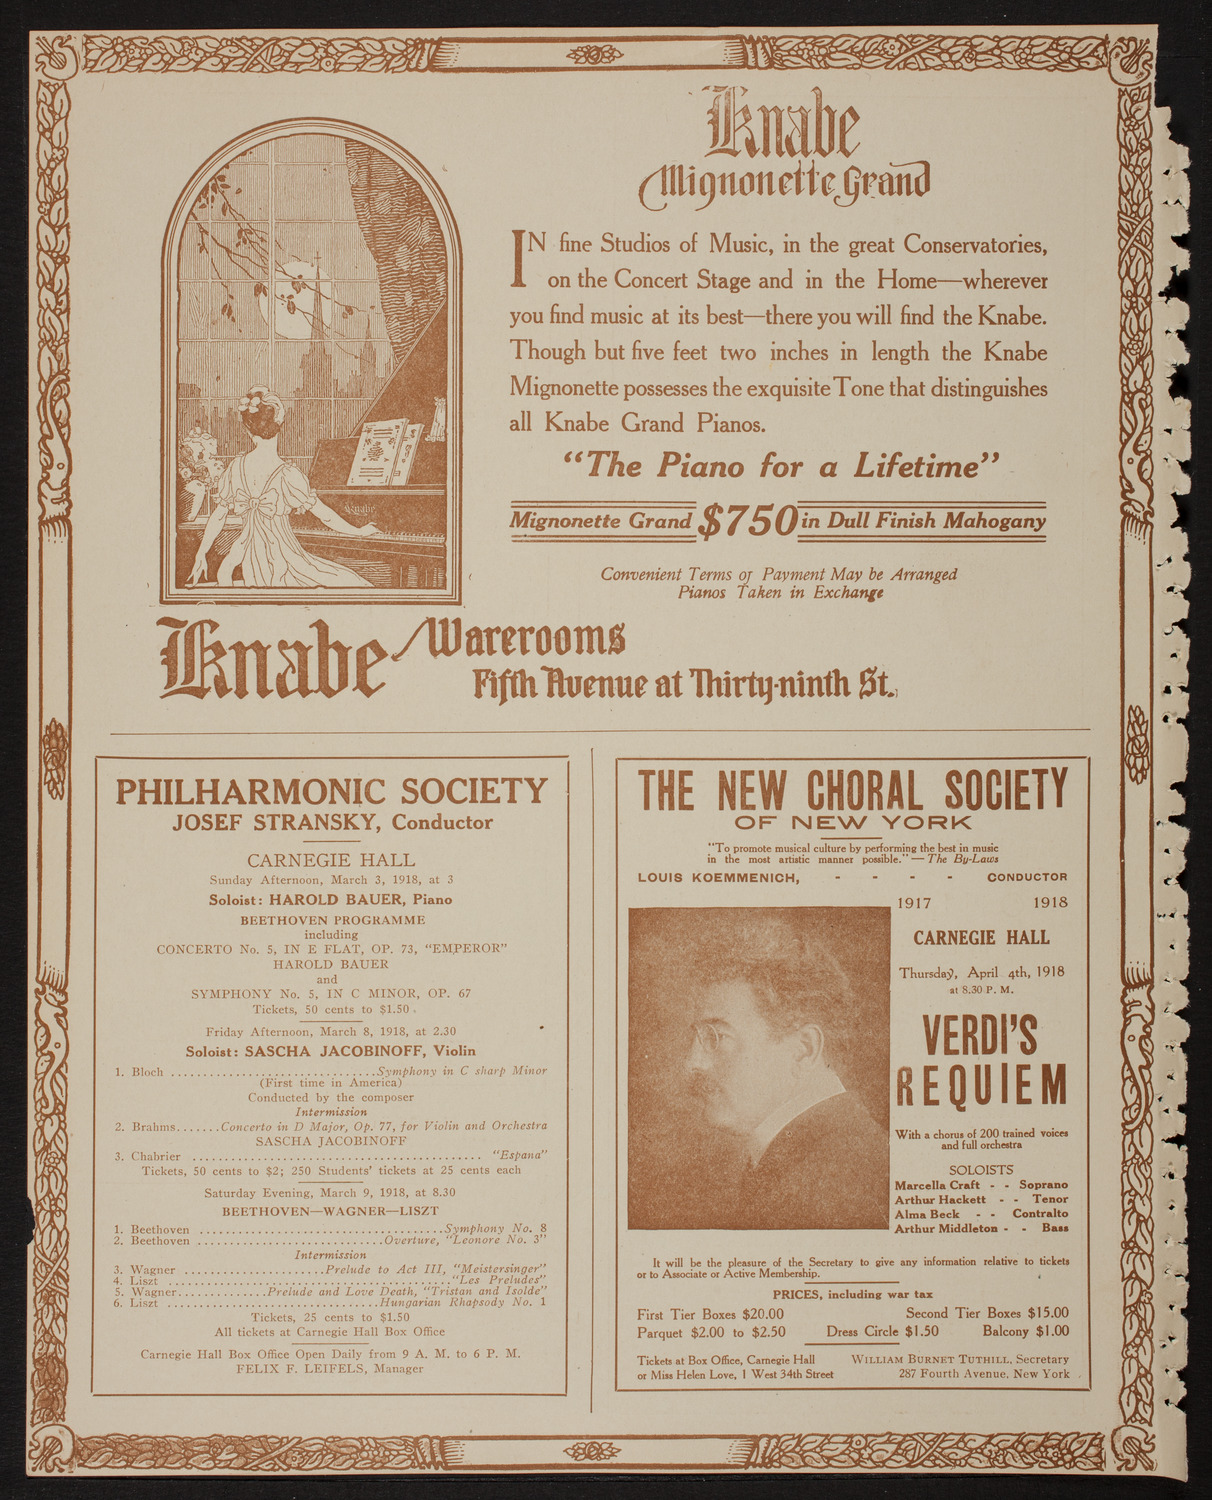 Knabe
Mignonette Grand
IN fine Studios of Music, in the great Conservatories,
on the Concert Stage and in the Home—wherever
you find music at its best—there you will find the Knabe.
Though but five feet two inches in length the Knabe
Mignonette possesses the exquisite Tone that distinguishes
all Knabe Grand Pianos.
"The Piano for a Lifetime"
Mignonette Grand $750 in Dull Finish Mahogany
Convenient Terms of Payment May be Arranged
Pianos Taken in Exchange
Knabe
Knabe Warerooms
Fifth Avenue at Thirty-ninth St.
PHILHARMONIC SOCIETY
JOSEF STRANSKY, Conductor
CARNEGIE HALL
Sunday Afternoon, March 3, 1918, at 3
Soloist: HAROLD BAUER, Piano
BEETHOVEN PROGRAMME
including
CONCERTO No. 5, IN E FLAT, OP. 73, "EMPEROR"
HAROLD BAUER
and
SYMPHONY No. 5, IN C MINOR, OP. 67
Tickets, 50 cents to $1.50
Friday Afternoon, March 8, 1918, at 2.30
Soloist: SASCHA JACOBINOFF, Violin
1. Bloch ..............................Symphony in C sharp Minor
(First time in America)
Conducted by the composer
Intermission
2. Brahms.......Concerto in D Major, Op. 77, for Violin and Orchestra
SASCHA JACOBINOFF
3. Chabrier .......................................... "Espana"
Tickets, 50 cents to $2; 250 Students' tickets at 25 cents each
Saturday Evening, March 9, 1918, at 8.30
BEETHOVEN—WAGNER—LISZT
1. Beethoven ...................................Symphony No. 8
2. Beethoven ...........................Overture, "Leonore No. 3"
Intermission
3. Wagner .....................Prelude to Act III, "Meistersinger"
4. Liszt ........................................."Les Preludes"
5. Wagner.............Prelude and Love Death, "Tristan and Isolde"
6. Liszt ...............................Hungarian Rhapsody No. 1
Tickets, 25 cents to $1.50
All tickets at Carnegie Hall Box Office
Carnegie Hall Box Office Open Daily from 9 A. M. to 6 P. M.
FELIX F. LEIFELS, Manager
THE NEW CHORAL SOCIETY
OF NEW YORK
"To promote musical culture by performing the best in music
in the most artistic manner possible."—The By-Laws
LOUIS KOEMMENICH, - - - - CONDUCTOR
1917 1918
CARNEGIE HALL
Thursday, April 4th, 1918
at 8.30 P. M.
VERDI'S
REQUIEM
With a chorus of 200 trained voices
and full orchestra
SOLOISTS
Marcella Craft - - Soprano
Arthur Hackett - - Tenor
Alma Beck - - Contralto
Arthur Middleton - - Bass
It will be the pleasure of the Secretary to give any information relative to tickets
or to Associate or Active Membership.
PRICES, including war tax
First Tier Boxes $20.00 Second Tier Boxes $15.00
Parquet $2.00 to $2.50 Dress Circle $1.50 Balcony $1.00
Tickets at Box Office, Carnegie Hall
or Miss Helen Love, 1 West 34th Street
WILLIAM BURNET TUTHILL, Secretary
287 Fourth Avenue, New York